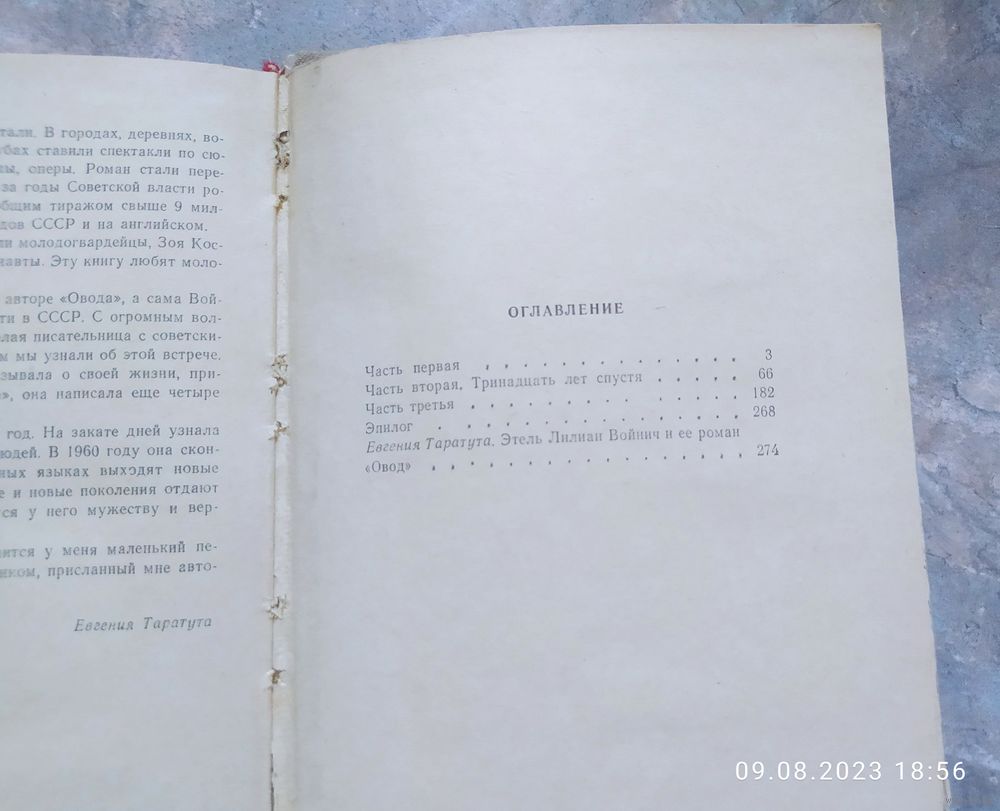 тали. В городах, деревнях, во-
бах ставили спектакли по сю-
ы, оперы. Роман стали пере-
за годы Советской власти ро-
общим тиражом свыше 9 мил-
дов СССР и на английском.
ли молодогвардейцы, Зоя Кос-
навты. Эту книгу любят моло-
авторе «Овода», а сама Вой-
ти в СССР. С огромным вол-
елая писательница с советски-
м мы узнали об этой встрече.
зывала о своей жизни, при-
», она написала еще четыре
год. На закате дней узнала
юдей. В 1960 году она скон-
ных языках выходят новые
е и новые поколения отдают
ся у него мужеству и вер-
ится у меня маленький пе-
ником, присланный мне авто-
Евгения Таратута
ОГЛАВЛЕНИЕ
Часть первая . . . . . . . . . . . . . 3
Часть вторая. Тринадцать лет спустя . . . . . 66
Часть третья . . . . . . . . . . . . . 182
Эпилог . . . . . . . . . . . . . . . 268
Евгения Таратута. Этель Лилиан Войнич и ее роман
«Овод» . . . . . . . . . . . . . . . 274
09.08.2023 18:56